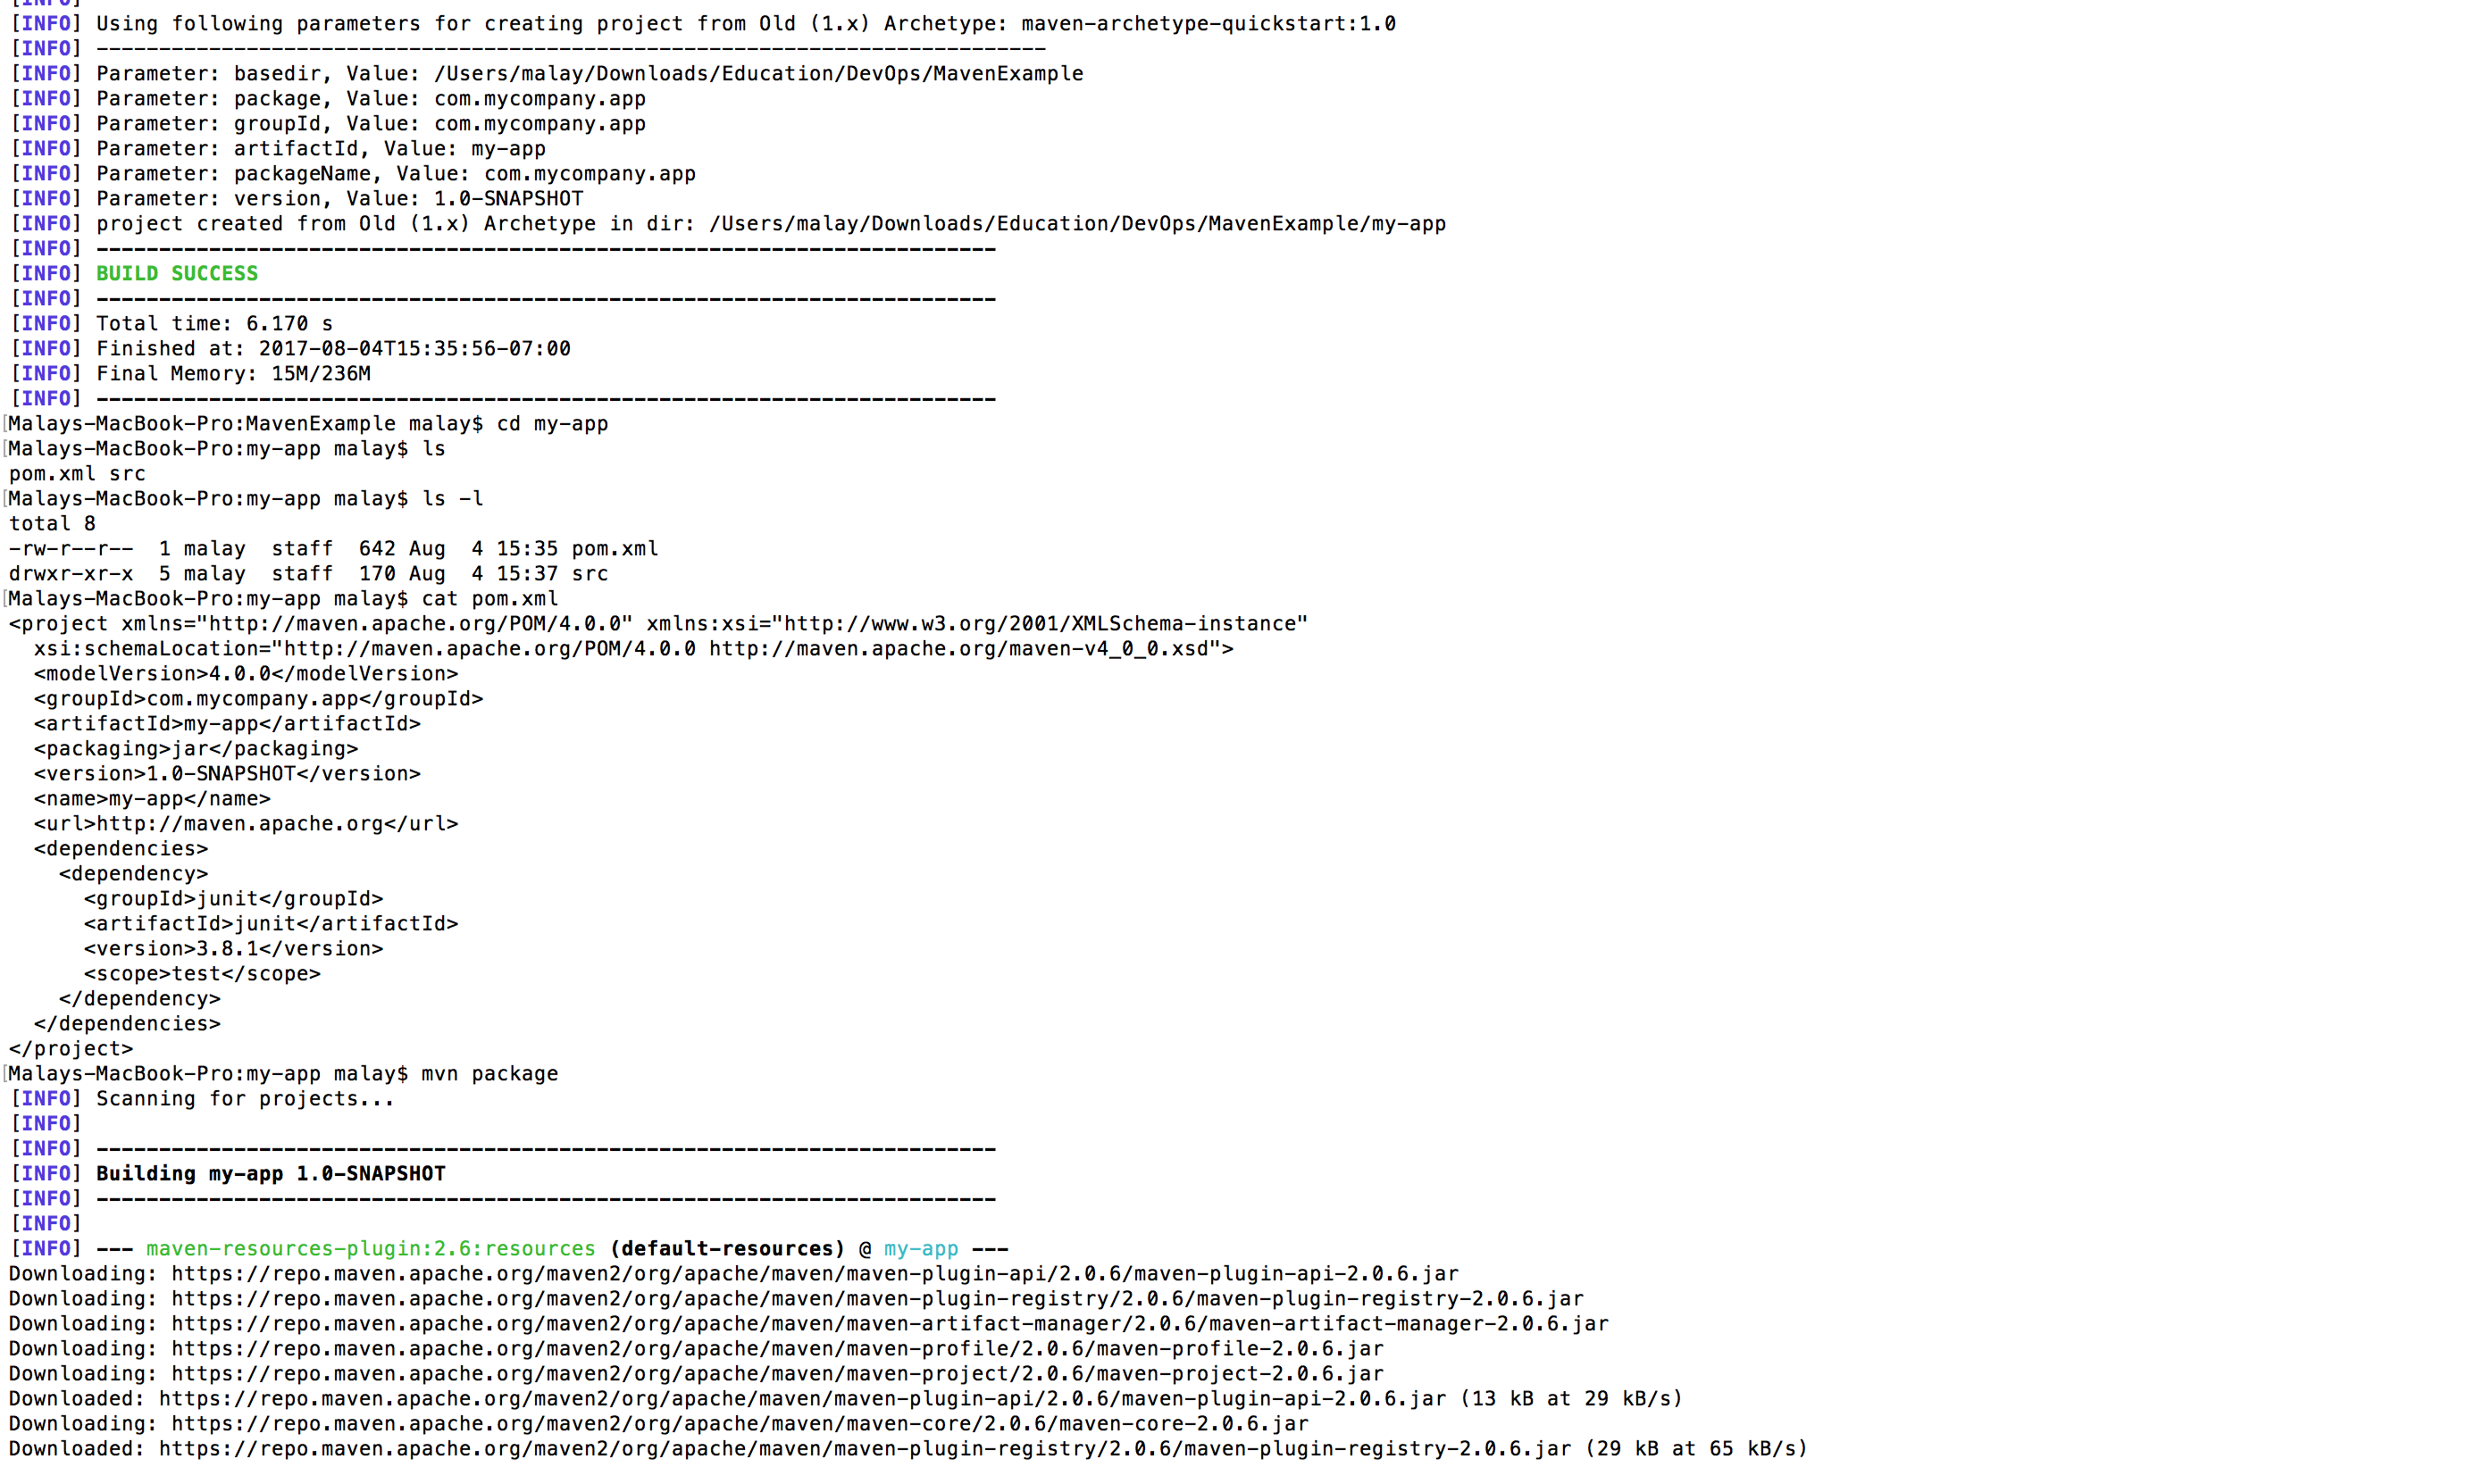 [INFO]
[INFO] Using following parameters for creating project from Old (1.x) Archetype: maven-archetype-quickstart:1.0
[INFO] ----------------------------------------------------------------------------
[INFO] Parameter: basedir, Value: /Users/malay/Downloads/Education/DevOps/MavenExample
[INFO] Parameter: package, Value: com.mycompany.app
[INFO] Parameter: groupId, Value: com.mycompany.app
[INFO] Parameter: artifactId, Value: my-app
[INFO] Parameter: packageName, Value: com.mycompany.app
[INFO] Parameter: version, Value: 1.0-SNAPSHOT
[INFO] project created from Old (1.x) Archetype in dir: /Users/malay/Downloads/Education/DevOps/MavenExample/my-app
[INFO] ------------------------------------------------------------------------
[INFO] BUILD SUCCESS
[INFO] ------------------------------------------------------------------------
[INFO] Total time: 6.170 s
[INFO] Finished at: 2017-08-04T15:35:56-07:00
[INFO] Final Memory: 15M/236M
[INFO] ------------------------------------------------------------------------
[Malays-MacBook-Pro:MavenExample malay$ cd my-app
[Malays-MacBook-Pro:my-app malay$ ls
pom.xml src
[Malays-MacBook-Pro:my-app malay$ ls -l
total 8
-rw-r--r--  1 malay  staff  642 Aug  4 15:35 pom.xml
drwxr-xr-x  5 malay  staff  170 Aug  4 15:37 src
[Malays-MacBook-Pro:my-app malay$ cat pom.xml
<project xmlns="http://maven.apache.org/POM/4.0.0" xmlns:xsi="http://www.w3.org/2001/XMLSchema-instance"
  xsi:schemaLocation="http://maven.apache.org/POM/4.0.0 http://maven.apache.org/maven-v4_0_0.xsd">
  <modelVersion>4.0.0</modelVersion>
  <groupId>com.mycompany.app</groupId>
  <artifactId>my-app</artifactId>
  <packaging>jar</packaging>
  <version>1.0-SNAPSHOT</version>
  <name>my-app</name>
  <url>http://maven.apache.org</url>
  <dependencies>
    <dependency>
      <groupId>junit</groupId>
      <artifactId>junit</artifactId>
      <version>3.8.1</version>
      <scope>test</scope>
    </dependency>
  </dependencies>
</project>
[Malays-MacBook-Pro:my-app malay$ mvn package
[INFO] Scanning for projects...
[INFO]
[INFO] ------------------------------------------------------------------------
[INFO] Building my-app 1.0-SNAPSHOT
[INFO] ------------------------------------------------------------------------
[INFO]
[INFO] --- maven-resources-plugin:2.6:resources (default-resources) @ my-app ---
Downloading: https://repo.maven.apache.org/maven2/org/apache/maven/maven-plugin-api/2.0.6/maven-plugin-api-2.0.6.jar
Downloading: https://repo.maven.apache.org/maven2/org/apache/maven/maven-plugin-registry/2.0.6/maven-plugin-registry-2.0.6.jar
Downloading: https://repo.maven.apache.org/maven2/org/apache/maven/maven-artifact-manager/2.0.6/maven-artifact-manager-2.0.6.jar
Downloading: https://repo.maven.apache.org/maven2/org/apache/maven/maven-profile/2.0.6/maven-profile-2.0.6.jar
Downloading: https://repo.maven.apache.org/maven2/org/apache/maven/maven-project/2.0.6/maven-project-2.0.6.jar
Downloaded: https://repo.maven.apache.org/maven2/org/apache/maven/maven-plugin-api/2.0.6/maven-plugin-api-2.0.6.jar (13 kB at 29 kB/s)
Downloading: https://repo.maven.apache.org/maven2/org/apache/maven/maven-core/2.0.6/maven-core-2.0.6.jar
Downloaded: https://repo.maven.apache.org/maven2/org/apache/maven/maven-plugin-registry/2.0.6/maven-plugin-registry-2.0.6.jar (29 kB at 65 kB/s)